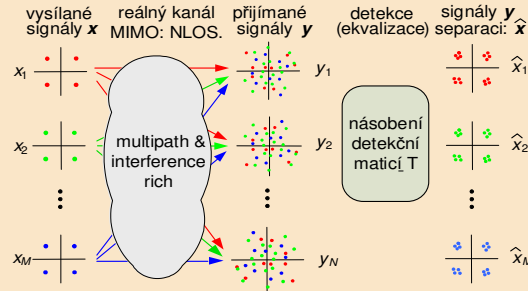 vysílané
signály x
reálný kanál
MIMO: NLOS.
přijímané
signály y
detekce
(ekvalizace)
signály y
separaci: x̂
x1
y1
x̂1
x2
multipath &
interference
rich
y2
násobení
detekční
maticí T
x̂2
xM
yN
x̂M